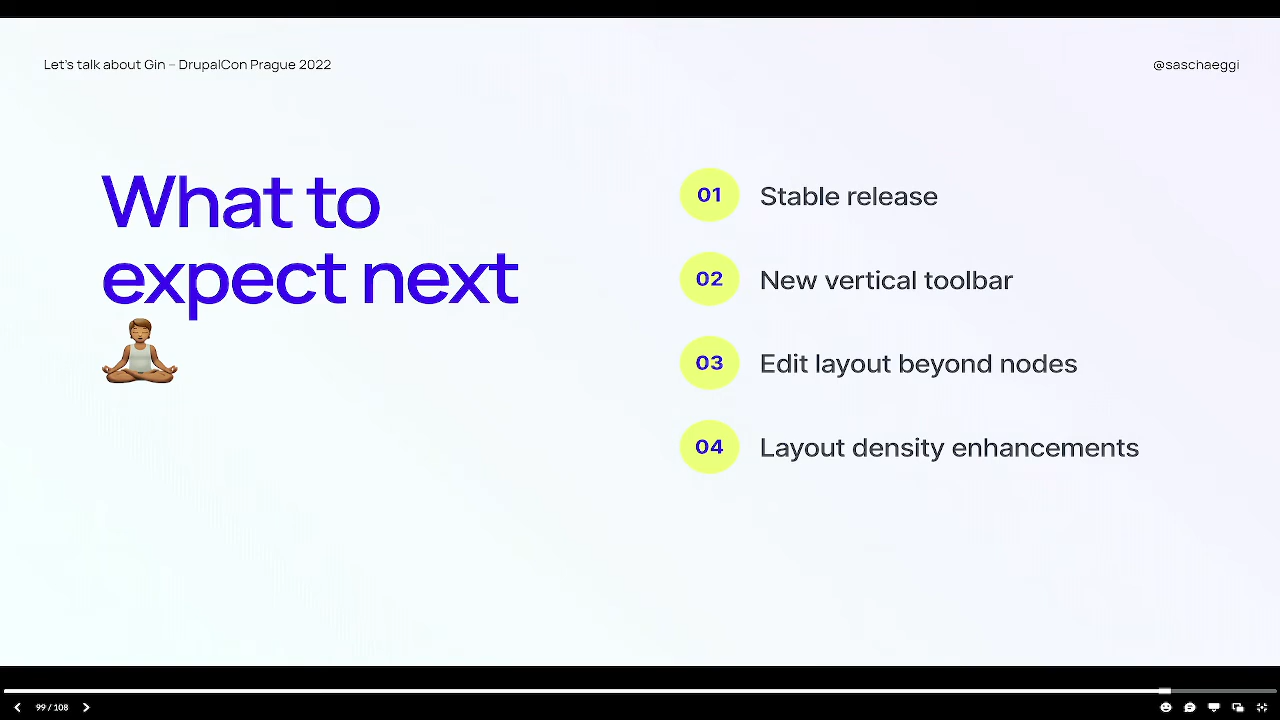 Let's talk about Gin – DrupalCon Prague 2022
@saschaeggi
What to
expect next
01 Stable release
02 New vertical toolbar
03 Edit layout beyond nodes
04 Layout density enhancements
99 / 108